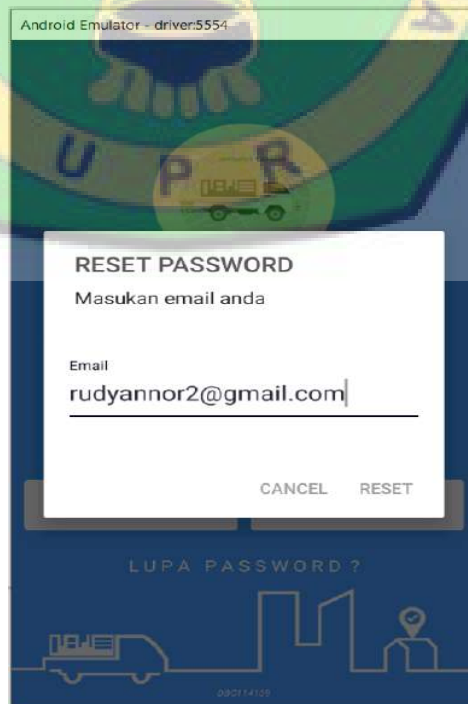 Android Emulator - driver:5554
U P R
RESET PASSWORD
Masukan email anda
Email
rudyannor2@gmail.com
CANCEL RESET
LUPA PASSWORD ?